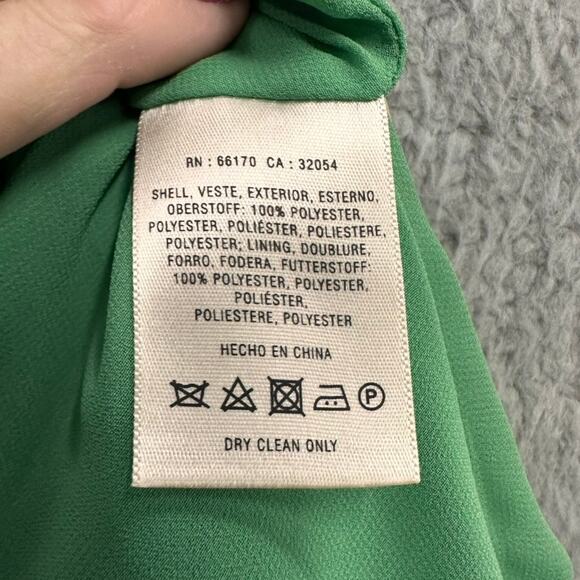 RN : 66170 CA : 32054
SHELL, VESTE, EXTERIOR, ESTERNO,
OBERSTOFF: 100% POLYESTER,
POLYESTER, POLIÉSTER, POLIESTERE,
POLYESTER; LINING, DOUBLURE,
FORRO, FODERA, FUTTERSTOFF:
100% POLYESTER, POLYESTER,
POLIÉSTER,
POLIESTERE, POLYESTER
HECHO EN CHINA
P
DRY CLEAN ONLY